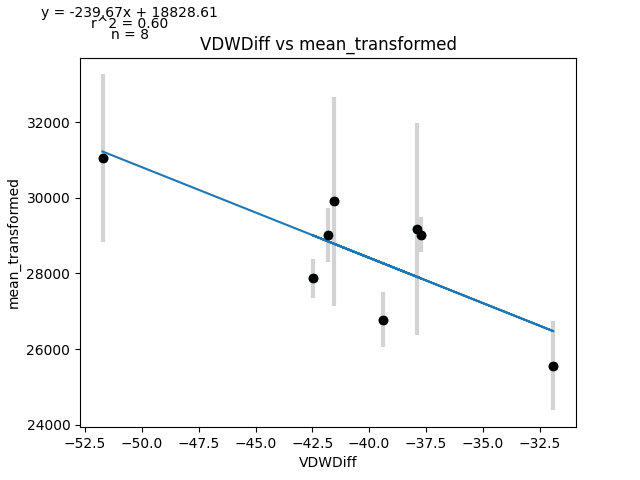 y = -239.67x + 18828.61
r^2 = 0.60
n = 8
VDWDiff vs mean_transformed
mean_transformed
32000
30000
28000
26000
24000
−52.5 −50.0 −47.5 −45.0 −42.5 −40.0 −37.5 −35.0 −32.5
VDWDiff